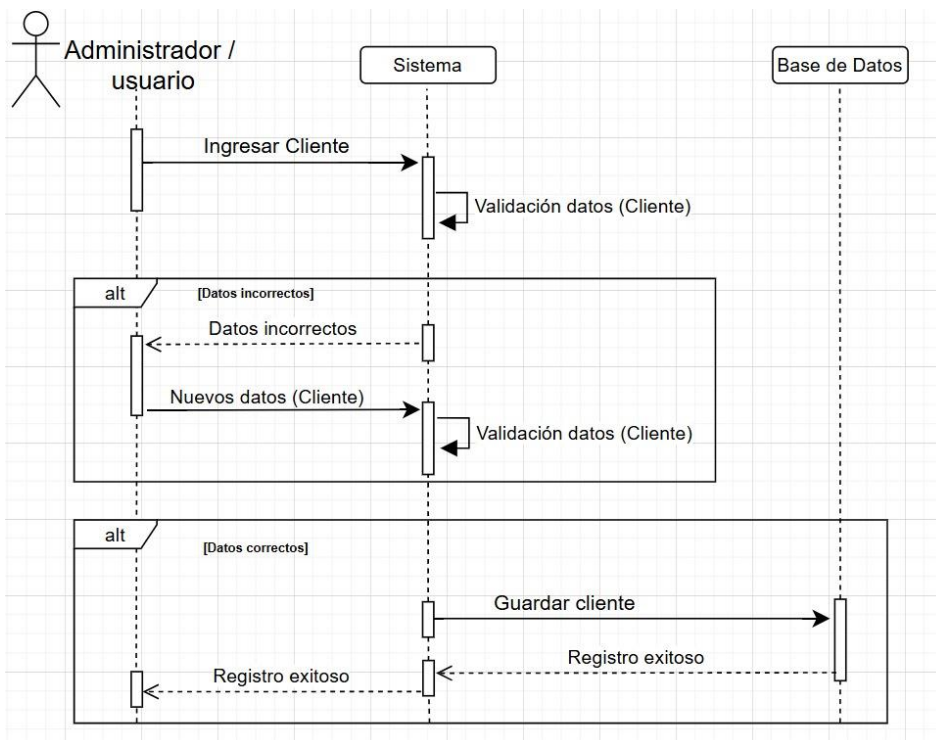 Administrador /
usuario
Sistema
Base de Datos
Ingresar Cliente
Validación datos (Cliente)
alt
[Datos incorrectos]
Datos incorrectos
Nuevos datos (Cliente)
Validación datos (Cliente)
alt
[Datos correctos]
Guardar cliente
Registro exitoso
Registro exitoso